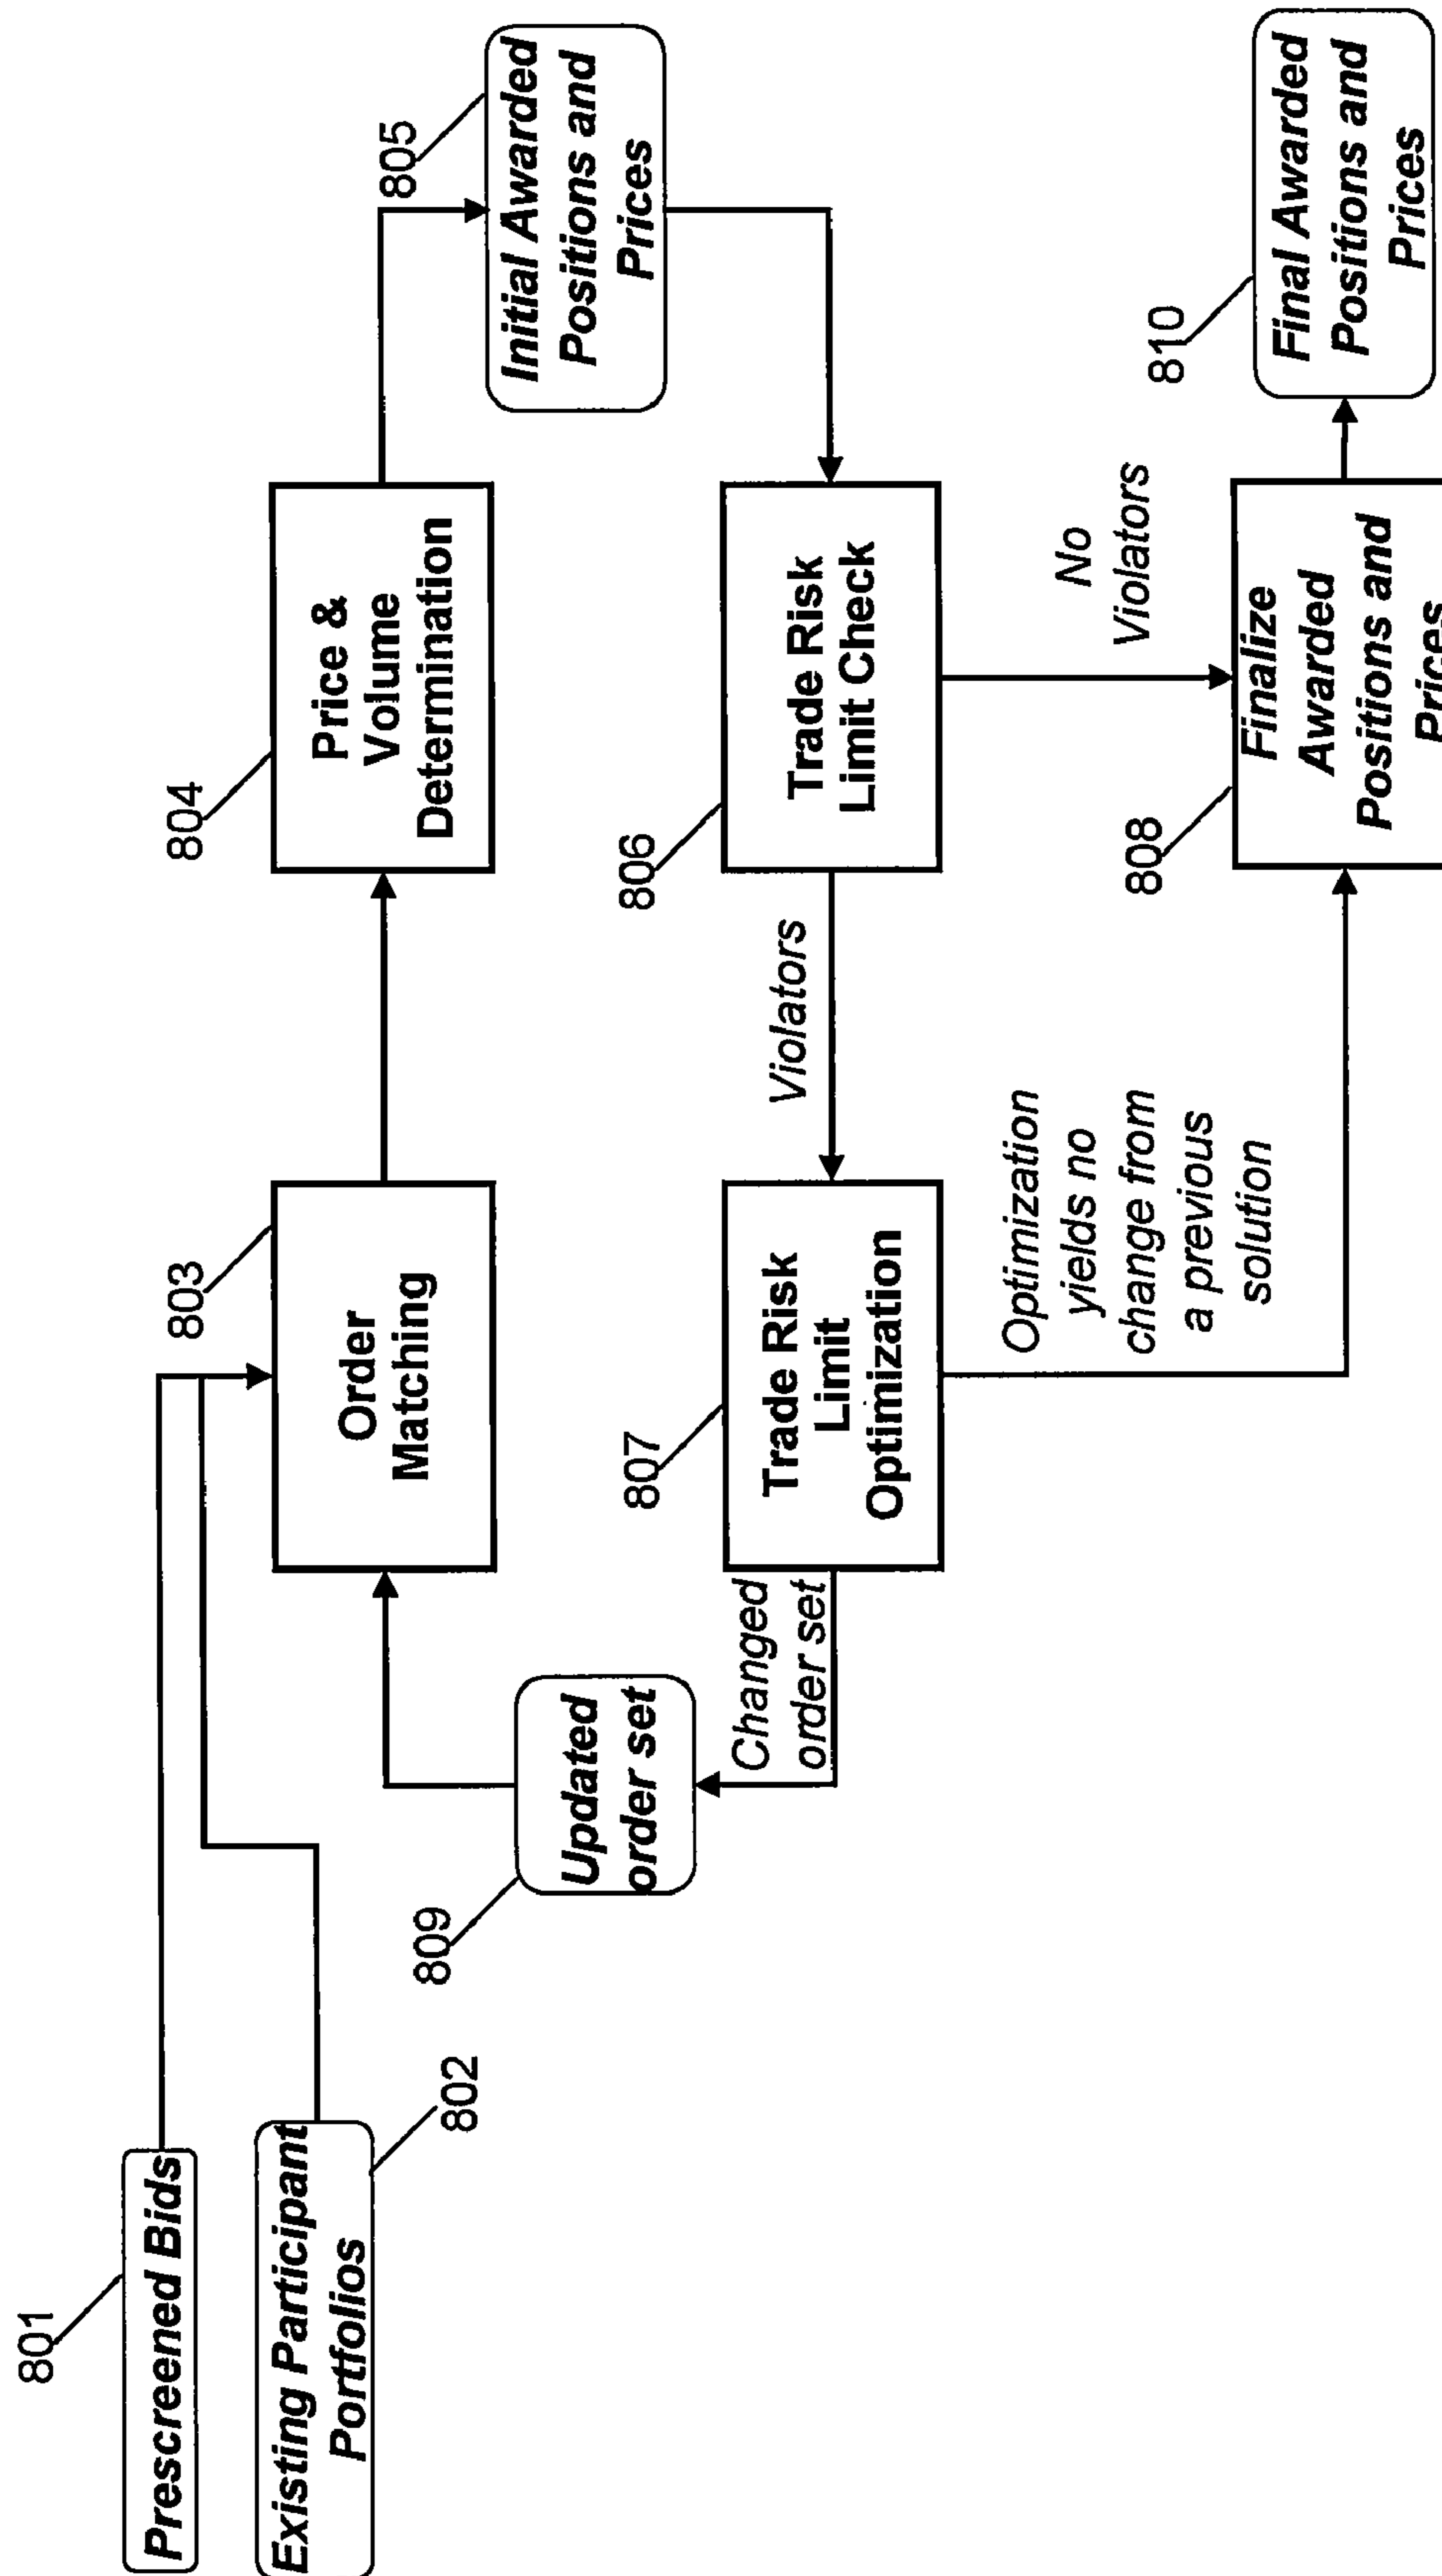 801
Prescreened Bids
Existing Participant
Portfolios
802
803
Order
Matching
804
Price &
Volume
Determination
805
Initial Awarded
Positions and
Prices
809
Updated
order set
Changed
order set
807
Trade Risk
Limit
Optimization
Violators
806
Trade Risk
Limit Check
No
Violators
Optimization
yields no
change from
a previous
solution
808
Finalize
Awarded
Positions and
Prices
810
Final Awarded
Positions and
Prices